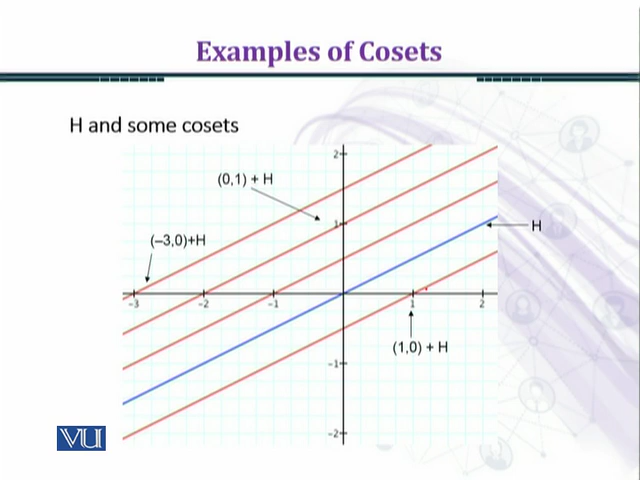 Examples of Cosets
H and some cosets
(0,1) + H
(–3,0)+H
H
(1,0) + H
2
1
-3
-2
-1
1
2
-1
-2
VU